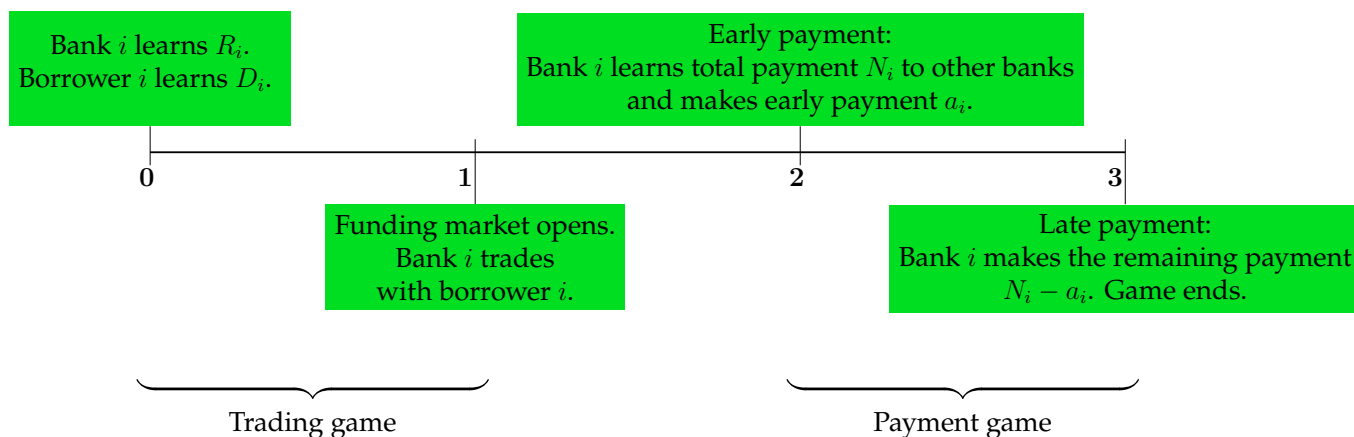 Bank i learns R_i.
Borrower i learns D_i.
Early payment:
Bank i learns total payment N_i to other banks
and makes early payment a_i.
0
1
2
3
Funding market opens.
Bank i trades
with borrower i.
Late payment:
Bank i makes the remaining payment
N_i − a_i. Game ends.
Trading game
Payment game